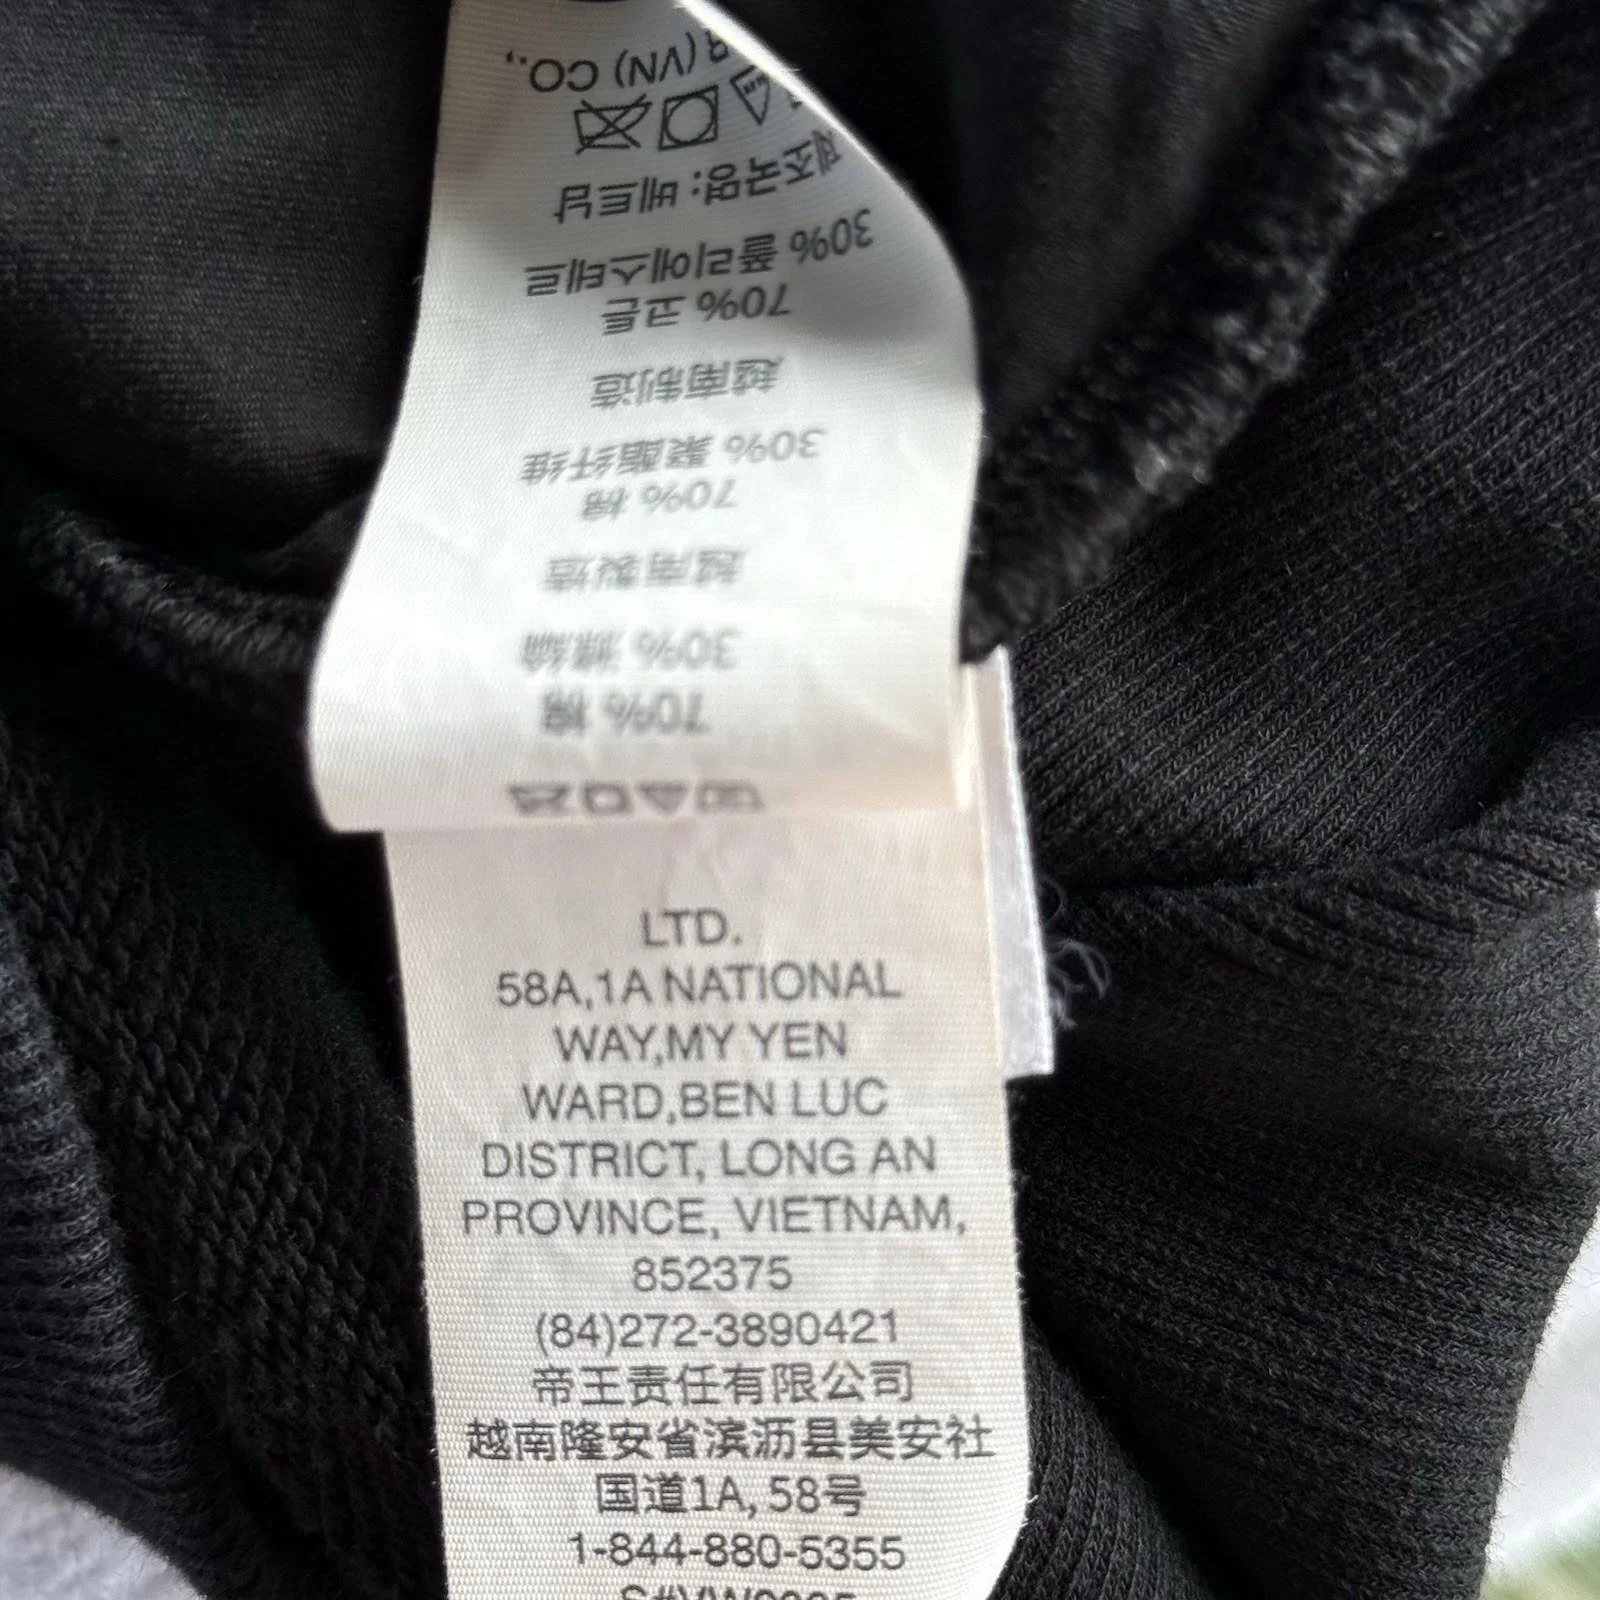 LTD.
58A,1A NATIONAL
WAY,MY YEN
WARD,BEN LUC
DISTRICT, LONG AN
PROVINCE, VIETNAM,
852375
(84)272-3890421
帝王责任有限公司
越南隆安省滨沥县美安社
国道1A, 58号
1-844-880-5355
70% 棉
30% 滌綸
越南製造
70% 棉
30% 聚酯纤维
越南制造
70% 코튼
30% 폴리에스테르
제조국명: 베트남
(VN) CO.,